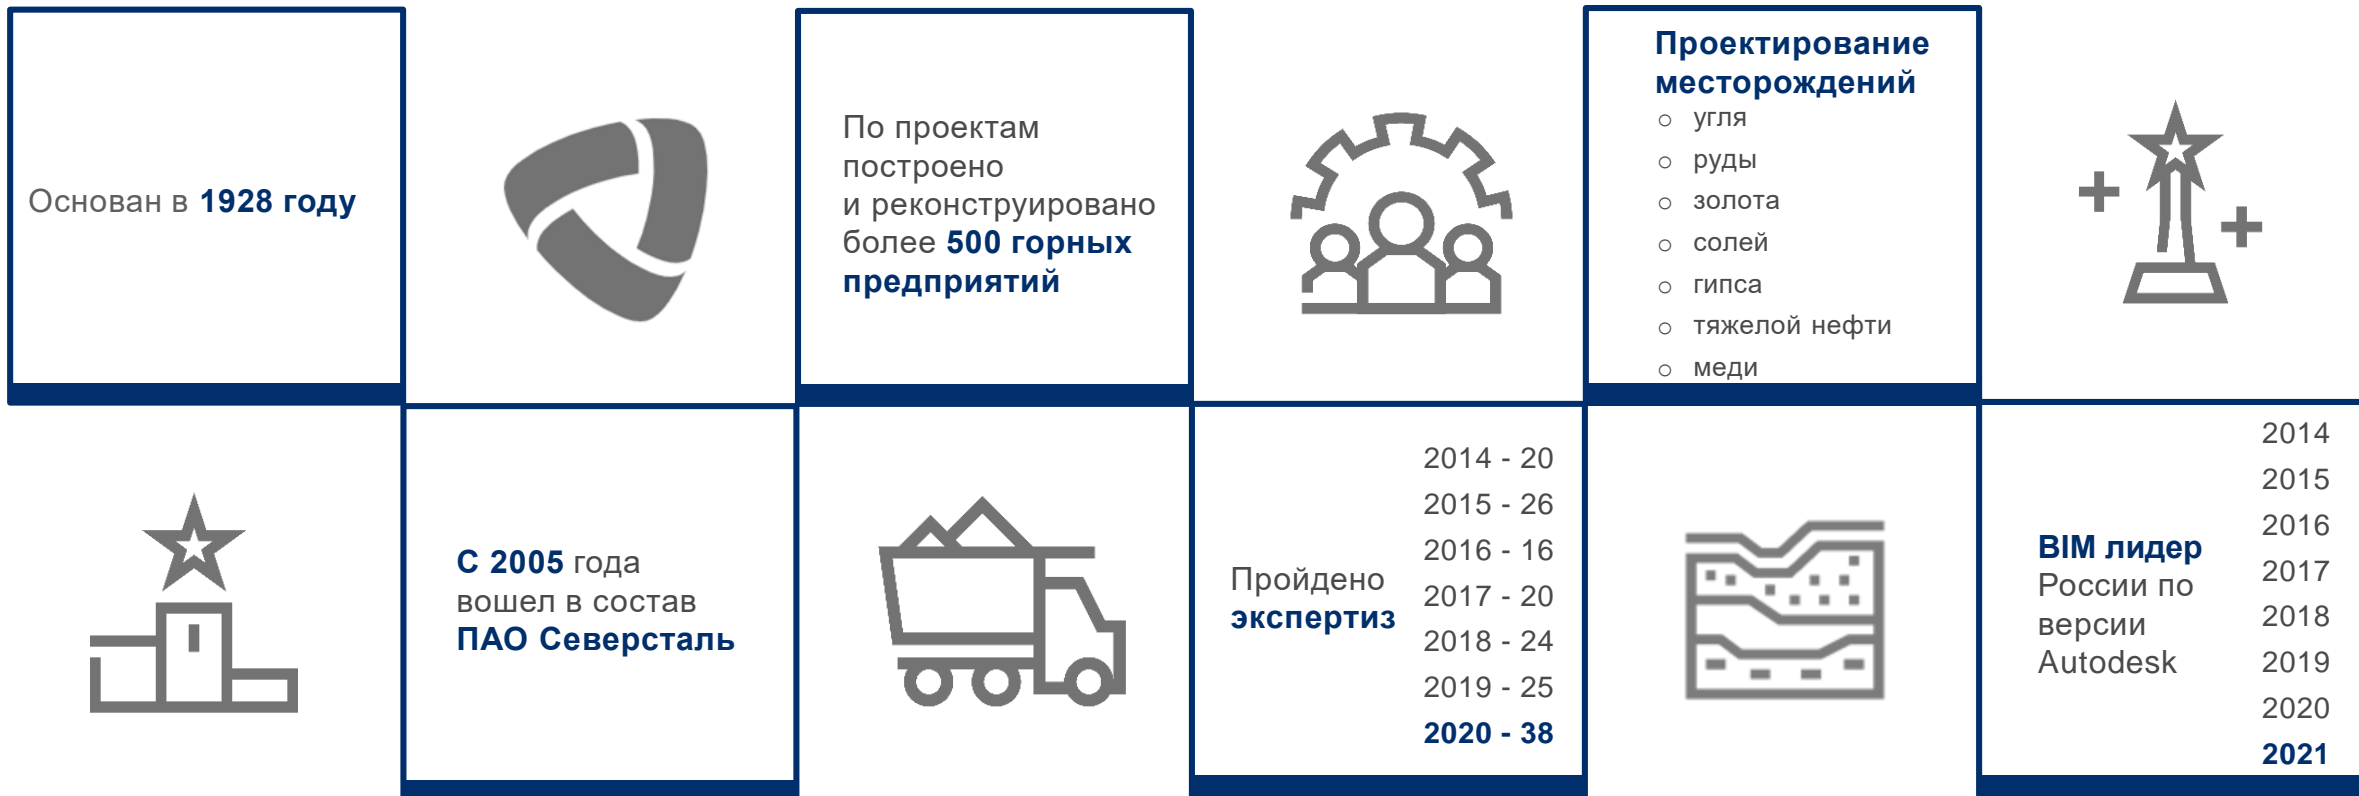 Основан в 1928 году
По проектам
построено
и реконструировано
более 500 горных
предприятий
Проектирование
месторождений
○ угля
○ руды
○ золота
○ солей
○ гипса
○ тяжелой нефти
○ меди
С 2005 года
вошел в состав
ПАО Северсталь
Пройдено
экспертиз
2014 - 20
2015 - 26
2016 - 16
2017 - 20
2018 - 24
2019 - 25
2020 - 38
BIM лидер
России по
версии
Autodesk
2014
2015
2016
2017
2018
2019
2020
2021